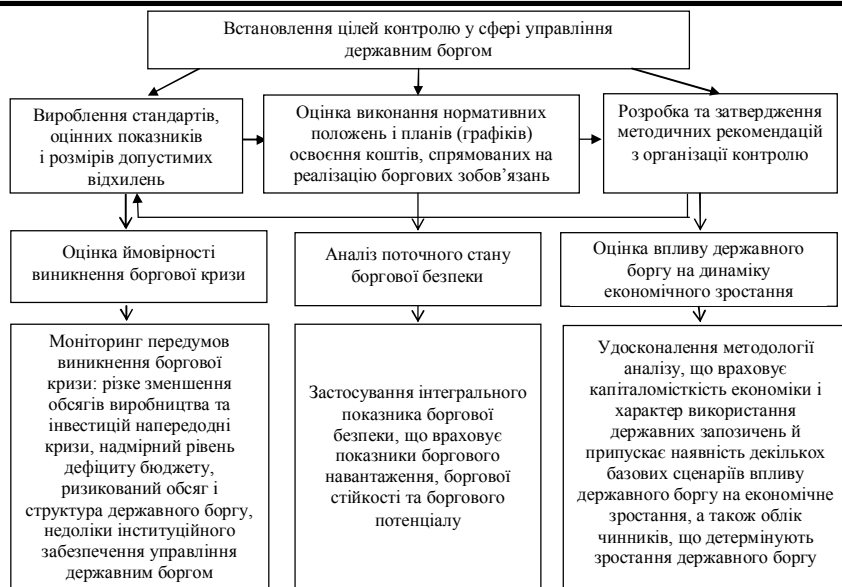 Встановлення цілей контролю у сфері управління
державним боргом
Вироблення стандартів,
оцінних показників
і розмірів допустимих
відхилень
Оцінка виконання нормативних
положень і планів (графіків)
освоєння коштів, спрямованих на
реалізацію боргових зобов’язань
Розробка та затвердження
методичних рекомендацій
з організації контролю
Оцінка ймовірності
виникнення боргової кризи
Аналіз поточного стану
боргової безпеки
Оцінка впливу державного
боргу на динаміку
економічного зростання
Моніторинг передумов
виникнення боргової
кризи: різке зменшення
обсягів виробництва та
інвестицій напередодні
кризи, надмірний рівень
дефіциту бюджету,
ризикований обсяг і
структура державного боргу,
недоліки інституційного
забезпечення управління
державним боргом
Застосування інтегрального
показника боргової
безпеки, що враховує
показники боргового
навантаження, боргової
стійкості та боргового
потенціалу
Удосконалення методології
аналізу, що враховує
капіталомісткість економіки і
характер використання
державних запозичень й
припускає наявність декількох
базових сценаріїв впливу
державного боргу на економічне
зростання, а також облік
чинників, що детермінують
зростання державного боргу